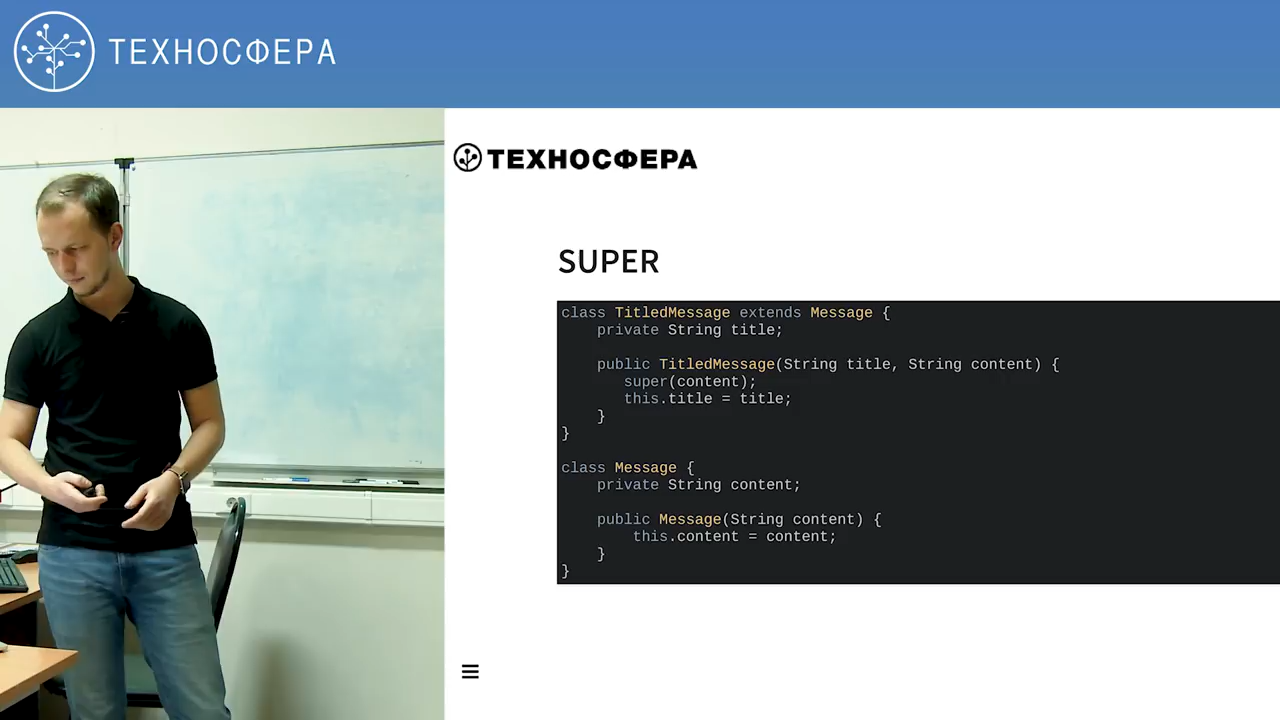 ТЕХНОСФЕРА
ТЕХНОСФЕРА
SUPER
class TitledMessage extends Message {
    private String title;

    public TitledMessage(String title, String content) {
       super(content);
       this.title = title;
    }
}

class Message {
    private String content;

    public Message(String content) {
        this.content = content;
    }
}